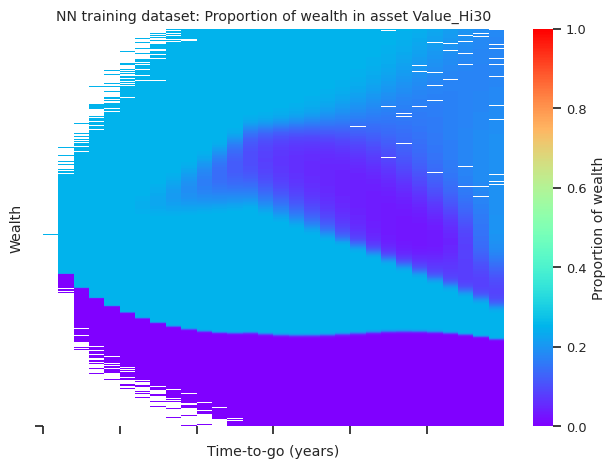 NN training dataset: Proportion of wealth in asset Value_Hi30
Wealth
Time-to-go (years)
1.0
0.8
0.6
0.4
0.2
0.0
Proportion of wealth